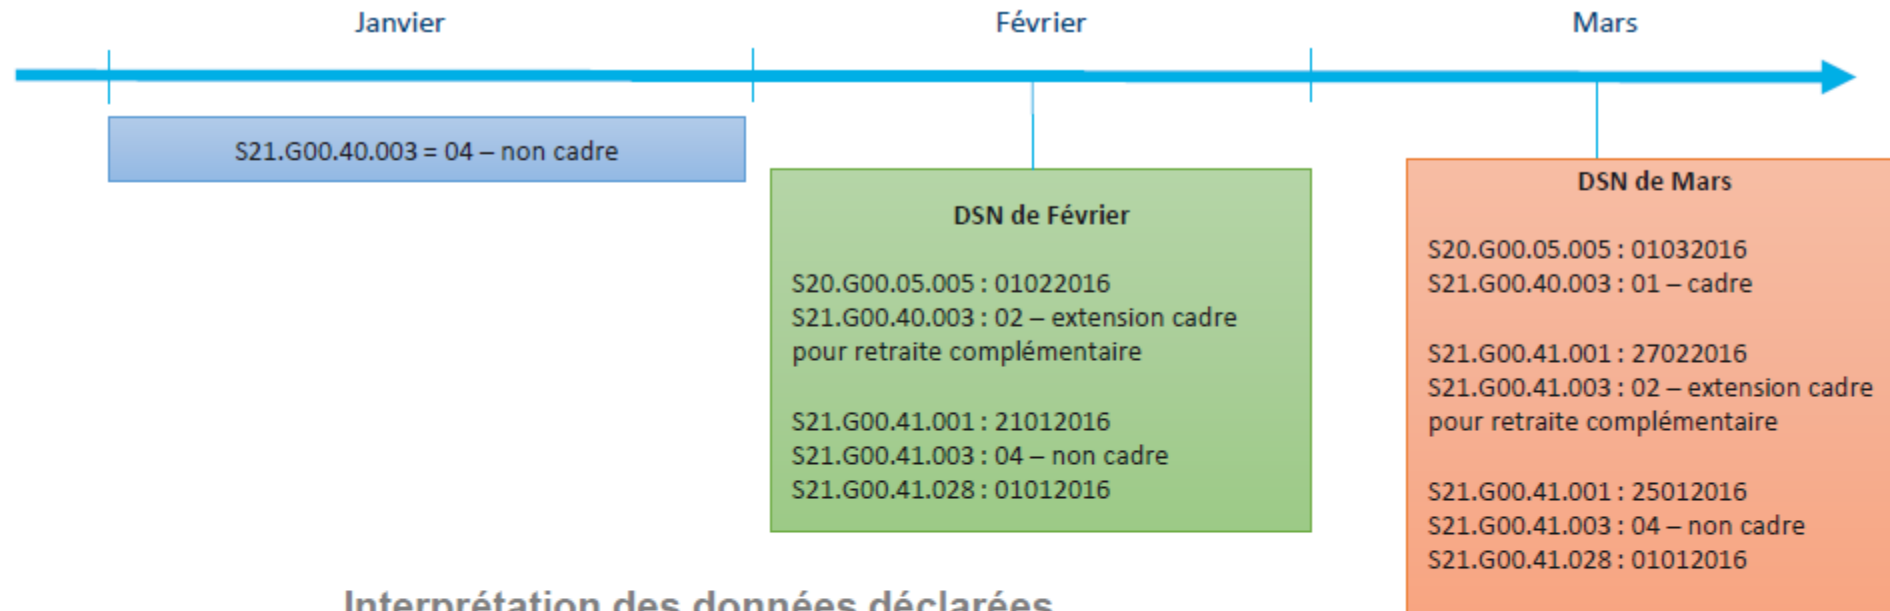 Janvier
Février
Mars
S21.G00.40.003 = 04 – non cadre
DSN de Février
S20.G00.05.005 : 01022016
S21.G00.40.003 : 02 – extension cadre
pour retraite complémentaire
S21.G00.41.001 : 21012016
S21.G00.41.003 : 04 – non cadre
S21.G00.41.028 : 01012016
DSN de Mars
S20.G00.05.005 : 01032016
S21.G00.40.003 : 01 – cadre
S21.G00.41.001 : 27022016
S21.G00.41.003 : 02 – extension cadre
pour retraite complémentaire
S21.G00.41.001 : 25012016
S21.G00.41.003 : 04 – non cadre
S21.G00.41.028 : 01012016
Interprétation des données déclarées